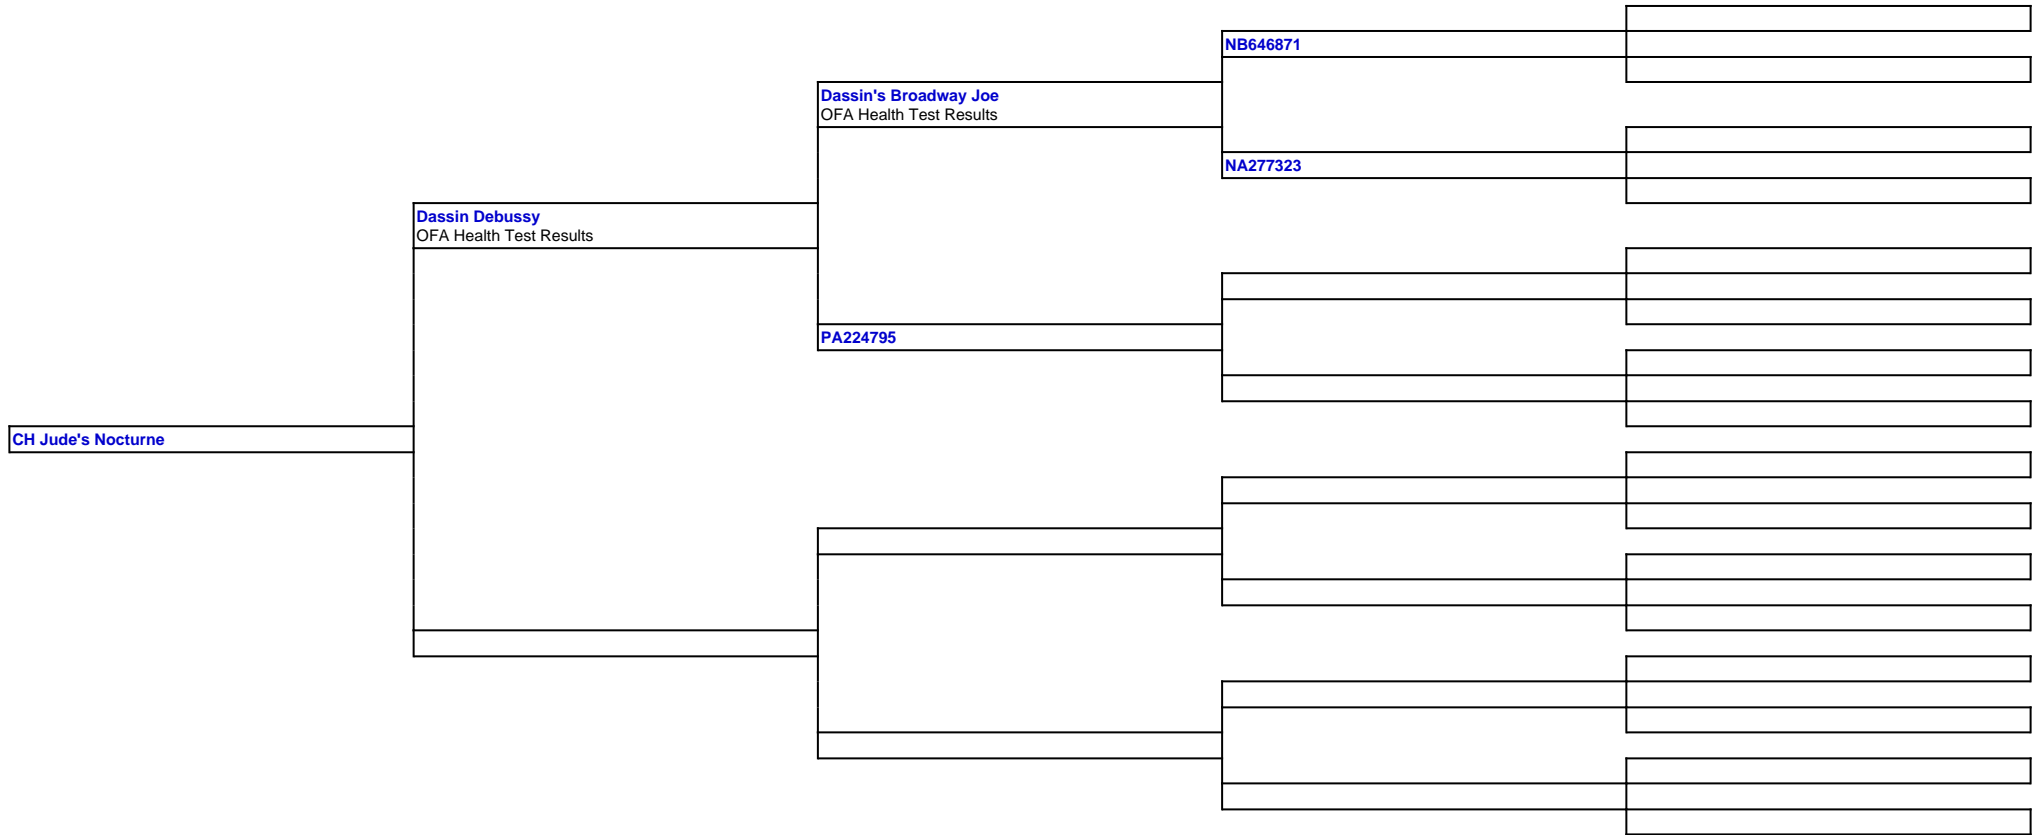 NB646871
Dassin's Broadway Joe
OFA Health Test Results
NA277323
Dassin Debussy
OFA Health Test Results
PA224795
CH Jude's Nocturne